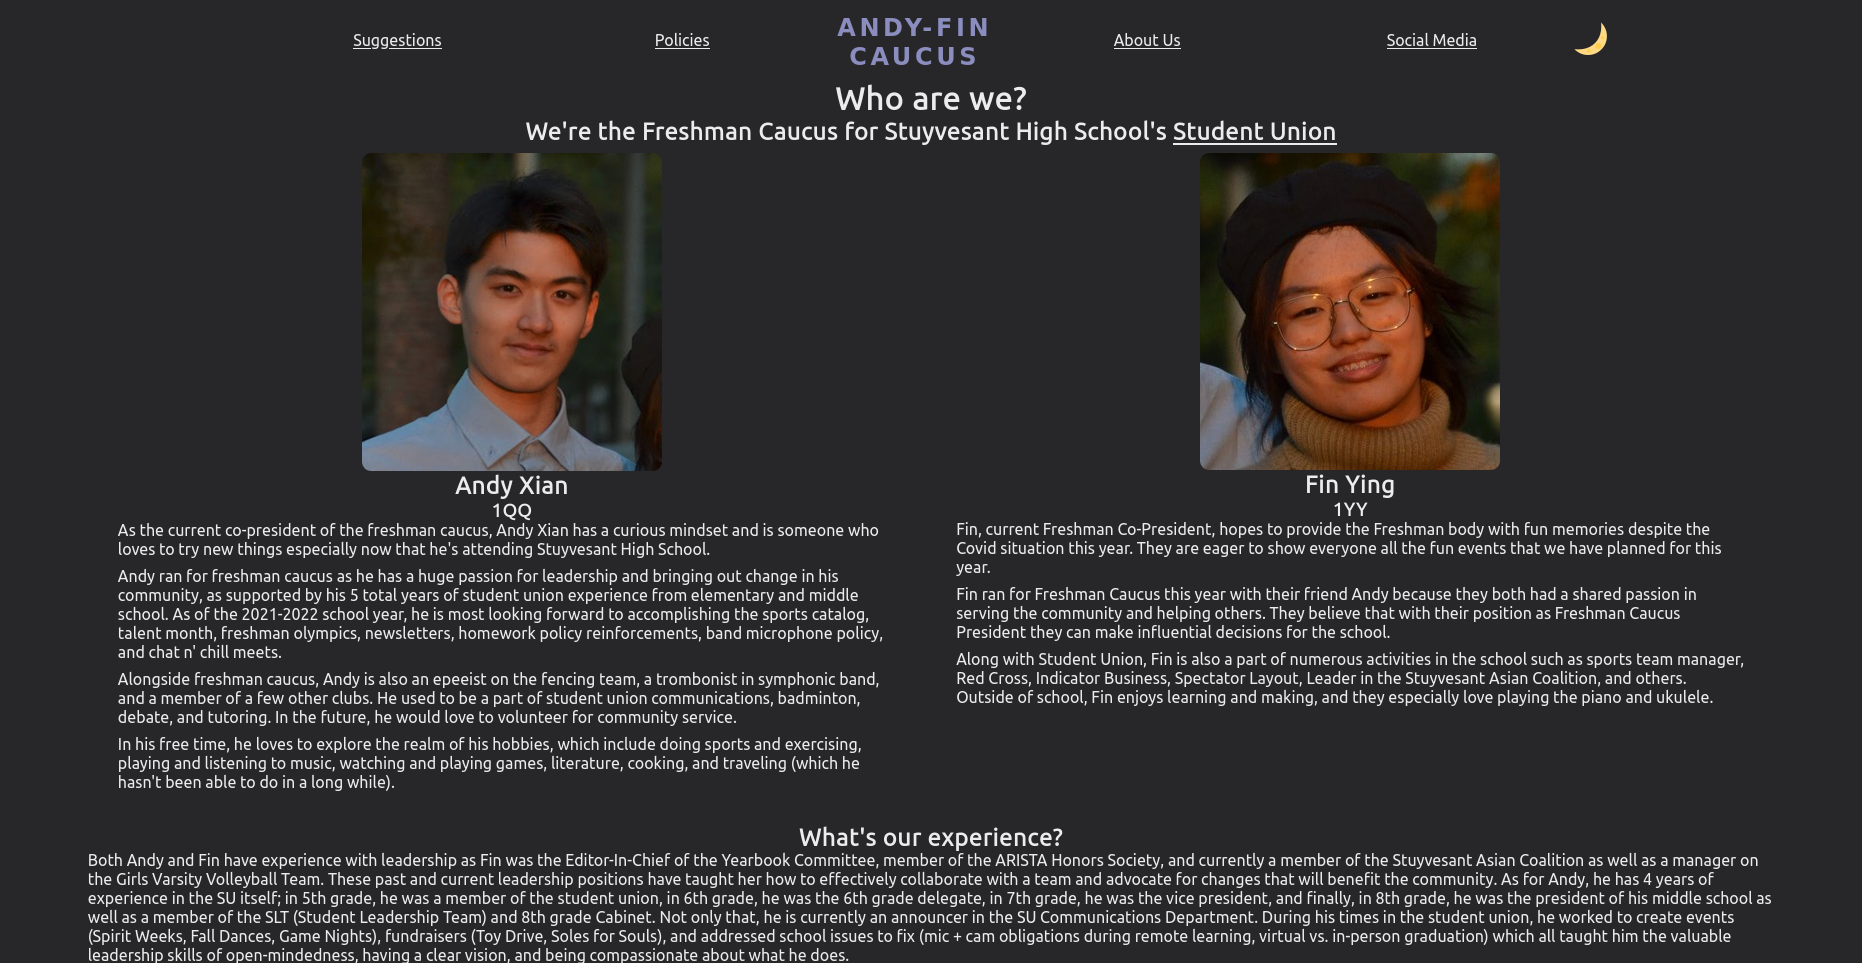 Suggestions
Policies
ANDY-FIN
CAUCUS
About Us
Social Media
Who are we?
We're the Freshman Caucus for Stuyvesant High School's Student Union
Andy Xian
1QQ
As the current co-president of the freshman caucus, Andy Xian has a curious mindset and is someone who
loves to try new things especially now that he's attending Stuyvesant High School.
Andy ran for freshman caucus as he has a huge passion for leadership and bringing out change in his
community, as supported by his 5 total years of student union experience from elementary and middle
school. As of the 2021-2022 school year, he is most looking forward to accomplishing the sports catalog,
talent month, freshman olympics, newsletters, homework policy reinforcements, band microphone policy,
and chat n' chill meets.
Alongside freshman caucus, Andy is also an epeeist on the fencing team, a trombonist in symphonic band,
and a member of a few other clubs. He used to be a part of student union communications, badminton,
debate, and tutoring. In the future, he would love to volunteer for community service.
In his free time, he loves to explore the realm of his hobbies, which include doing sports and exercising,
playing and listening to music, watching and playing games, literature, cooking, and traveling (which he
hasn't been able to do in a long while).
Fin Ying
1YY
Fin, current Freshman Co-President, hopes to provide the Freshman body with fun memories despite the
Covid situation this year. They are eager to show everyone all the fun events that we have planned for this
year.
Fin ran for Freshman Caucus this year with their friend Andy because they both had a shared passion in
serving the community and helping others. They believe that with their position as Freshman Caucus
President they can make influential decisions for the school.
Along with Student Union, Fin is also a part of numerous activities in the school such as sports team manager,
Red Cross, Indicator Business, Spectator Layout, Leader in the Stuyvesant Asian Coalition, and others.
Outside of school, Fin enjoys learning and making, and they especially love playing the piano and ukulele.
What's our experience?
Both Andy and Fin have experience with leadership as Fin was the Editor-In-Chief of the Yearbook Committee, member of the ARISTA Honors Society, and currently a member of the Stuyvesant Asian Coalition as well as a manager on
the Girls Varsity Volleyball Team. These past and current leadership positions have taught her how to effectively collaborate with a team and advocate for changes that will benefit the community. As for Andy, he has 4 years of
experience in the SU itself; in 5th grade, he was a member of the student union, in 6th grade, he was the 6th grade delegate, in 7th grade, he was the vice president, and finally, in 8th grade, he was the president of his middle school as
well as a member of the SLT (Student Leadership Team) and 8th grade Cabinet. Not only that, he is currently an announcer in the SU Communications Department. During his times in the student union, he worked to create events
(Spirit Weeks, Fall Dances, Game Nights), fundraisers (Toy Drive, Soles for Souls), and addressed school issues to fix (mic + cam obligations during remote learning, virtual vs. in-person graduation) which all taught him the valuable
leadership skills of open-mindedness, having a clear vision, and being compassionate about what he does.